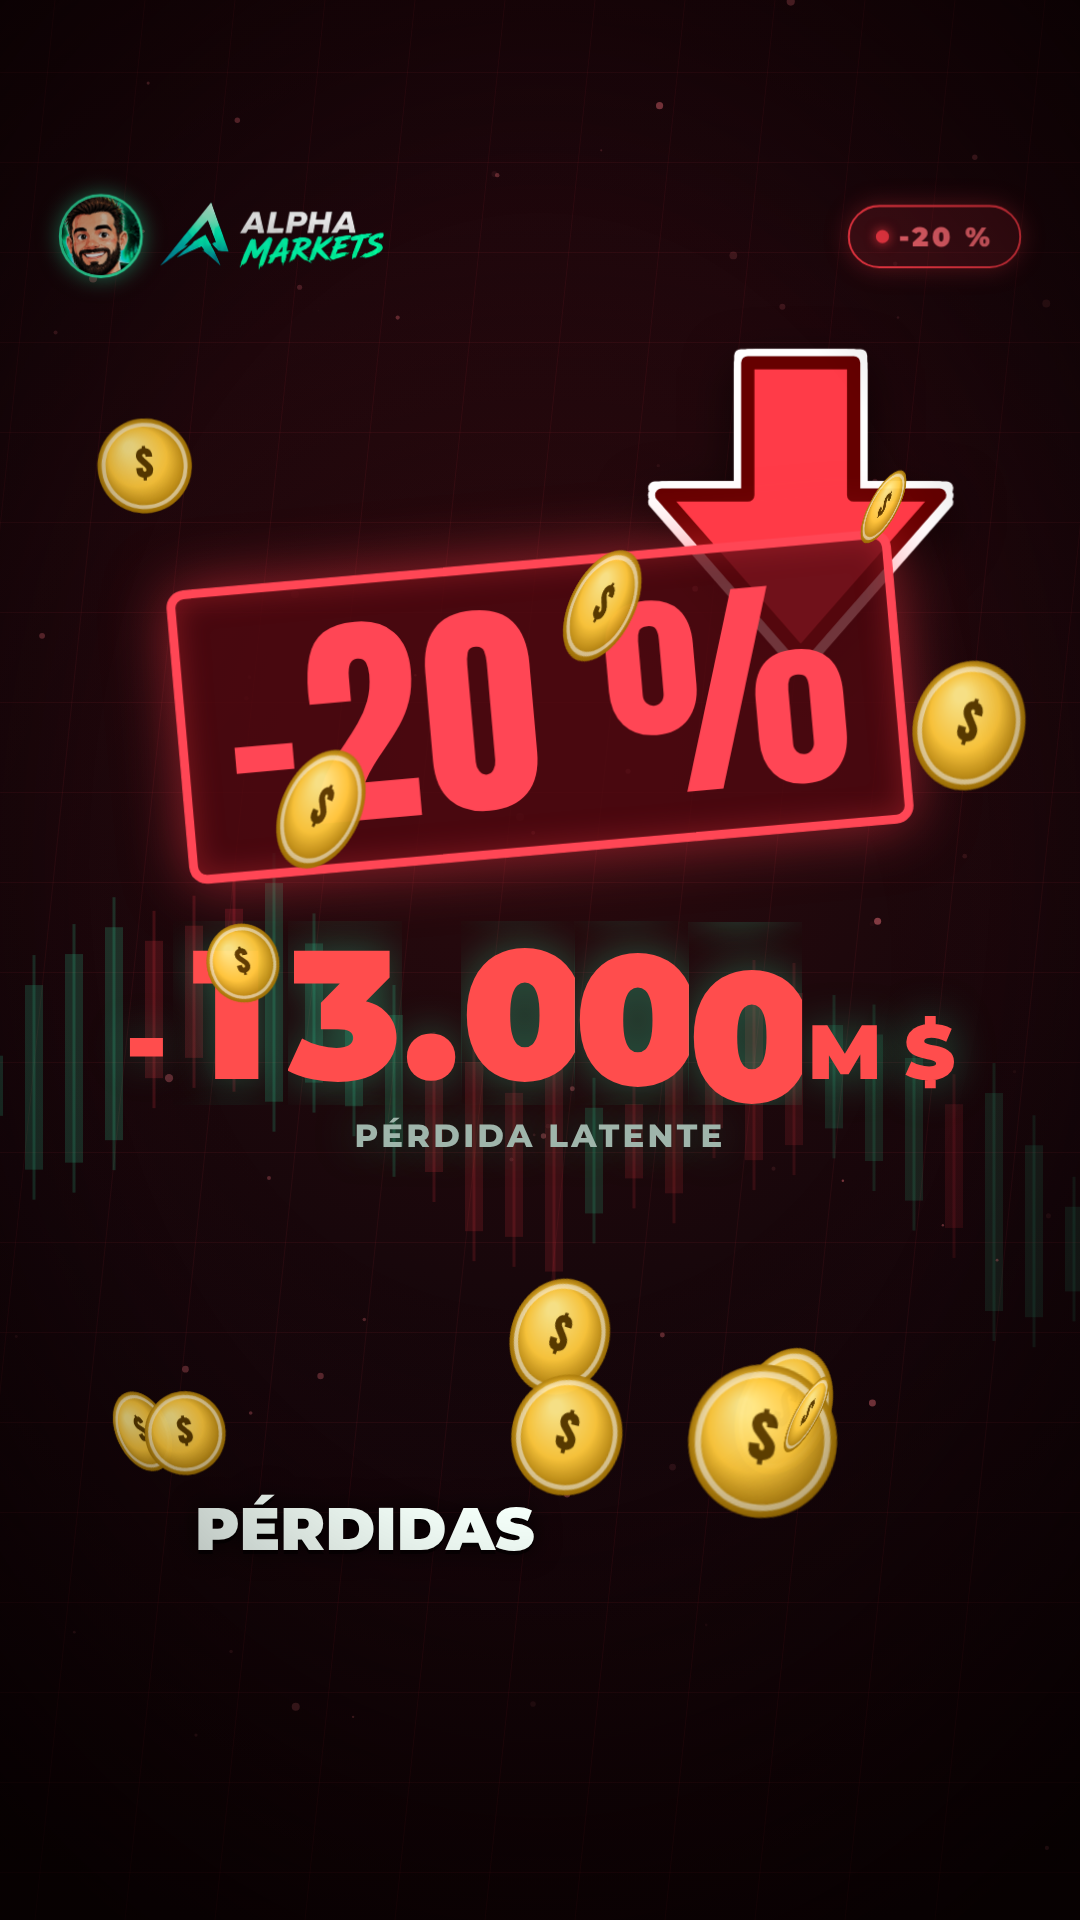 ALPHA
MARKETS
-20 %
-20 %
-13.000M $
PÉRDIDA LATENTE
PÉRDIDAS